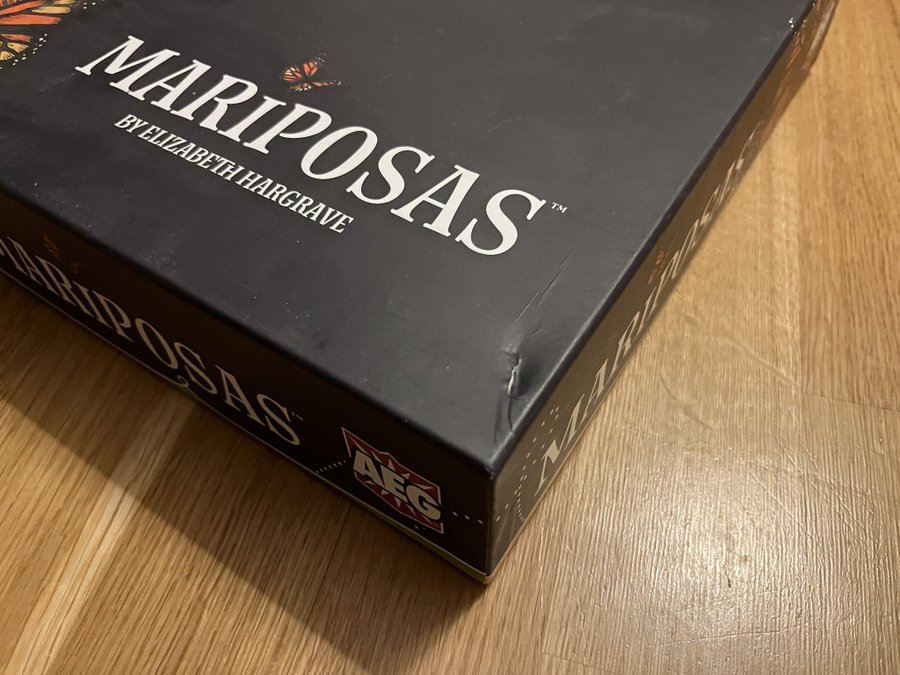 MARIPOSAS™
BY ELIZABETH HARGRAVE
MARIPOSAS™
AEG
MARIPOSAS